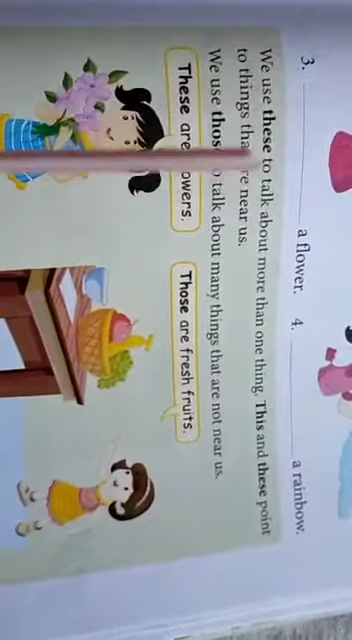 3. a flower. 4. a rainbow.
We use these to talk about more than one thing. This and these point
to things re near us.
We use talk about many things that are not near us.
These are
Those are fresh fruits.